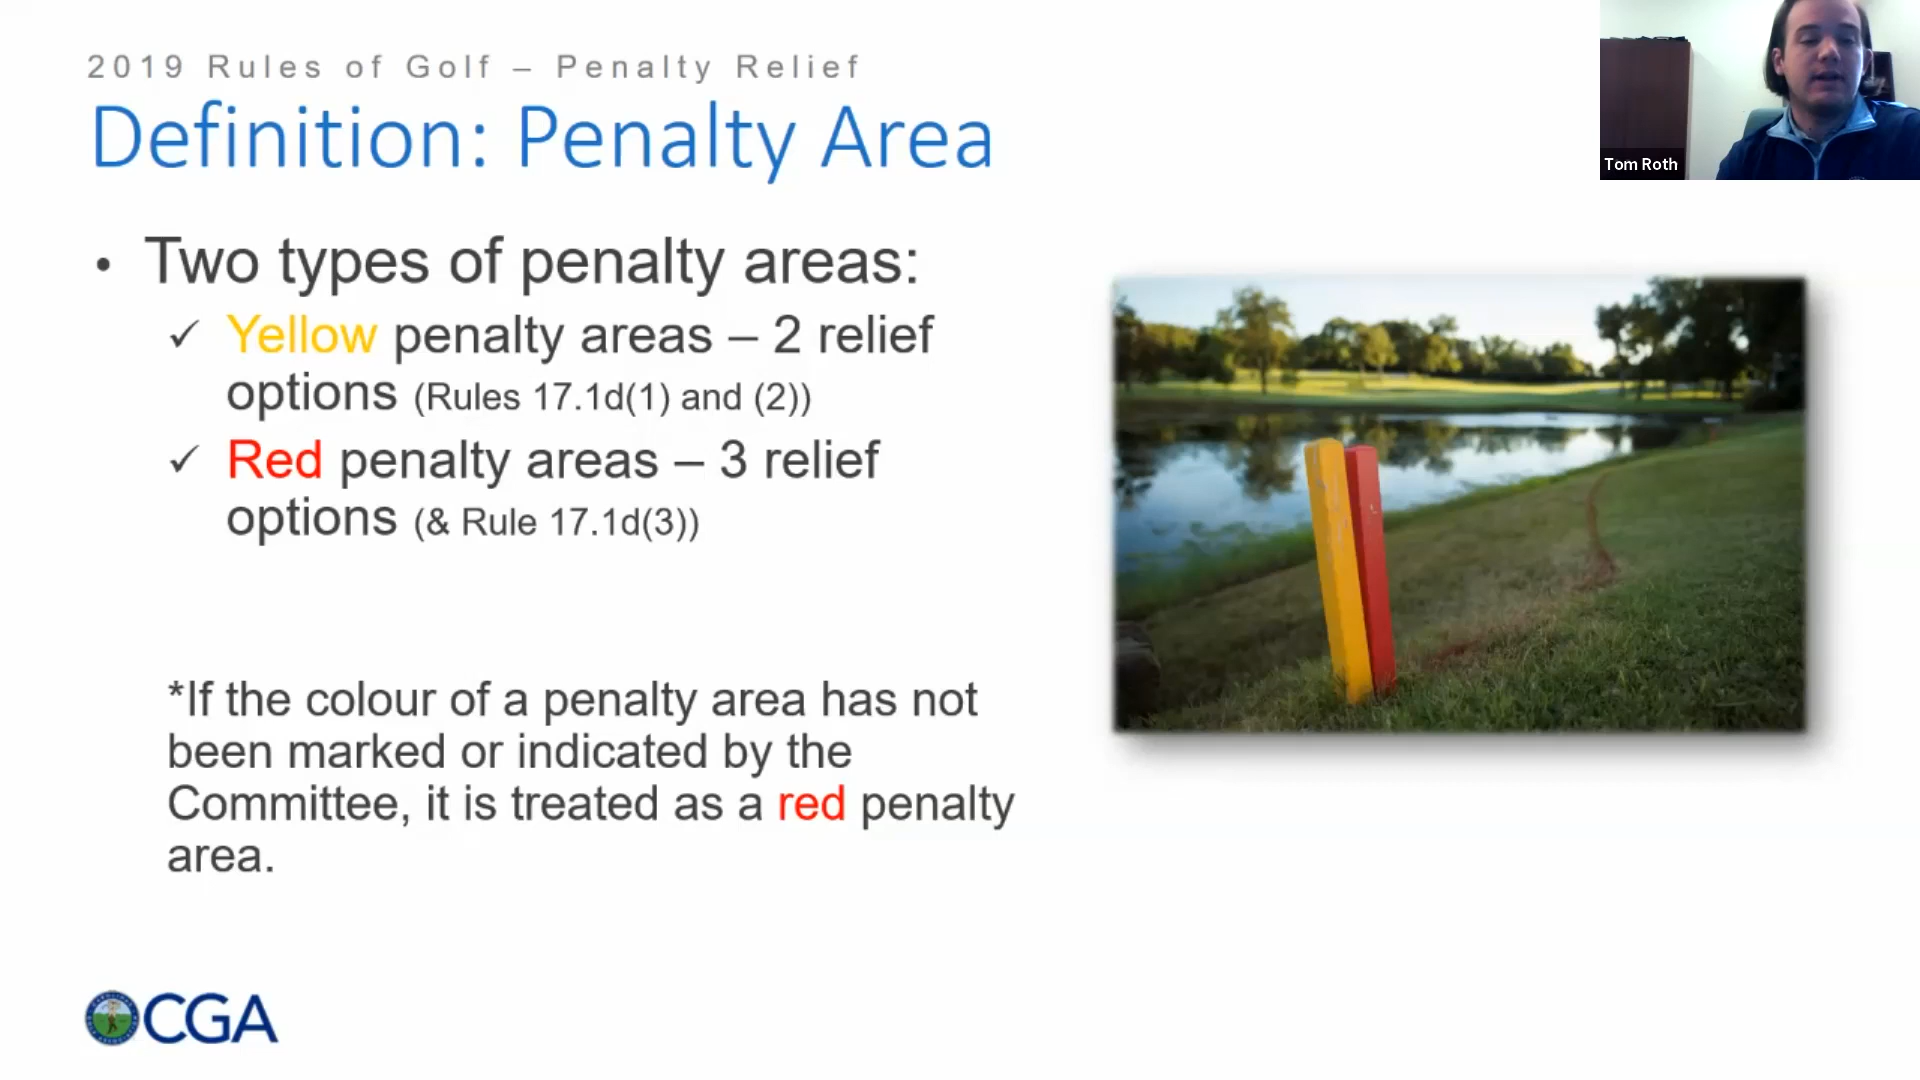 2019 Rules of Golf – Penalty Relief
Definition: Penalty Area
Tom Roth
• Two types of penalty areas:
✓ Yellow penalty areas – 2 relief
options (Rules 17.1d(1) and (2))
✓ Red penalty areas – 3 relief
options (& Rule 17.1d(3))
*If the colour of a penalty area has not
been marked or indicated by the
Committee, it is treated as a red penalty
area.
CGA